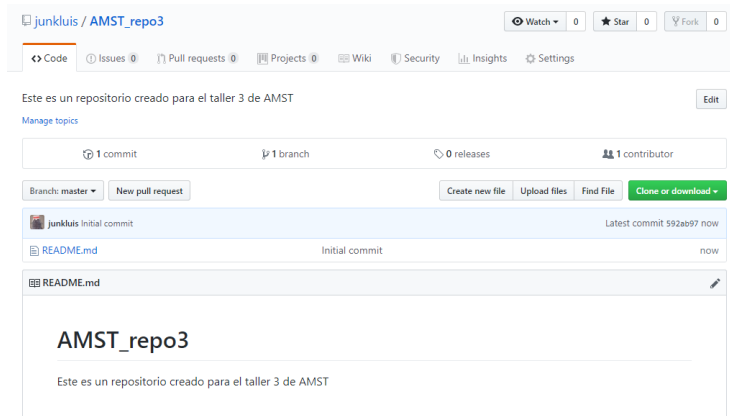 junkluis / AMST_repo3
Watch 0 Star 0 Fork 0
Code Issues 0 Pull requests 0 Projects 0 Wiki Security Insights Settings
Este es un repositorio creado para el taller 3 de AMST Edit
Manage topics
1 commit 1 branch 0 releases 1 contributor
Branch: master New pull request Create new file Upload files Find File Clone or download
junkluis Initial commit Latest commit 592ab97 now
README.md Initial commit now
README.md
AMST_repo3
Este es un repositorio creado para el taller 3 de AMST